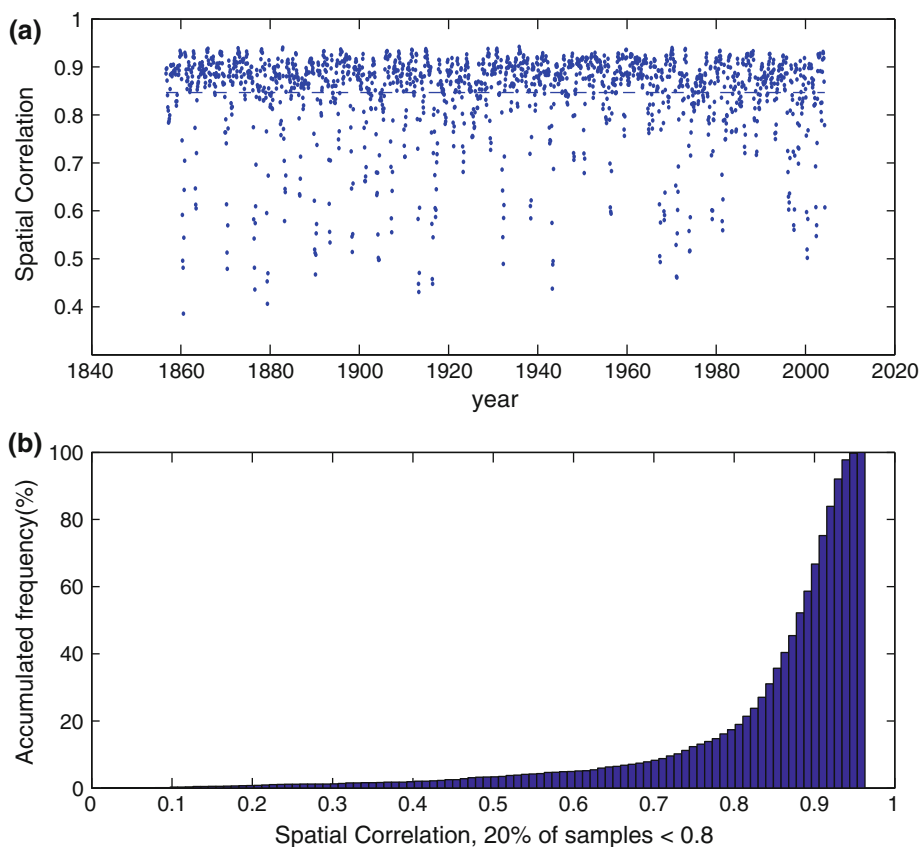 (a)
1
0.9
0.8
0.7
0.6
0.5
0.4
Spatial Correlation
1840 1860 1880 1900 1920 1940 1960 1980 2000 2020
year
(b)
100
80
60
40
20
0
Accumulated frequency(%)
0 0.1 0.2 0.3 0.4 0.5 0.6 0.7 0.8 0.9 1
Spatial Correlation, 20% of samples < 0.8